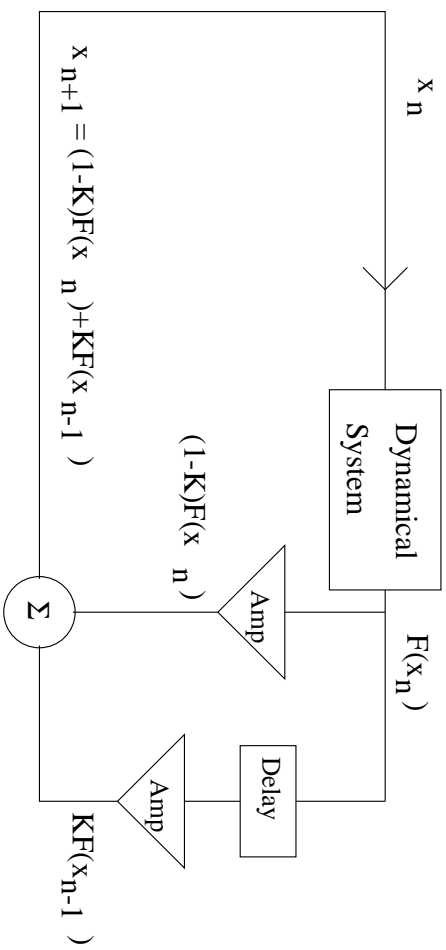 x n
Dynamical
System
F(x n )
Delay
Amp
Amp
(1-K)F(x n )
KF(x n-1 )
Σ
x n+1 = (1-K)F(x n )+KF(x n-1 )